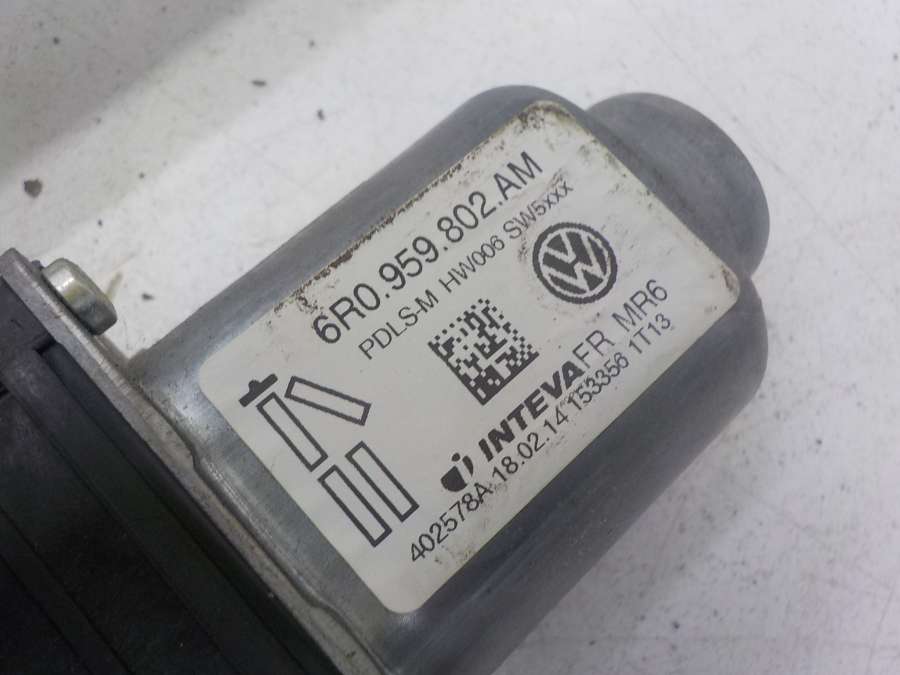 6R0.959.802.AM
PDLS-M HW006 SW5xxx
INTEVA FR MR6
402578A 18.02.14 153356 1T13